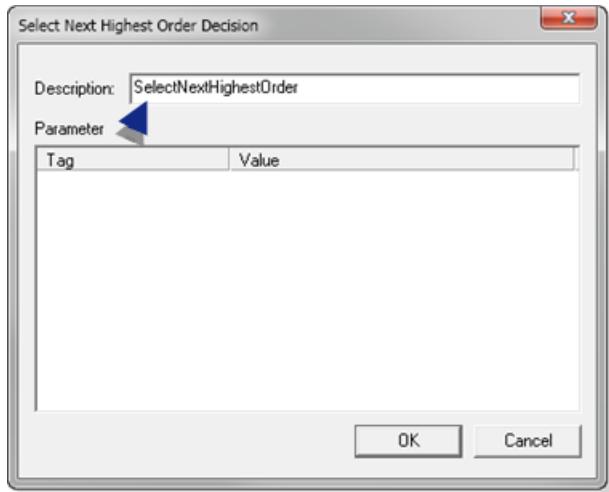 Select Next Highest Order Decision
Description: SelectNextHighestOrder
Parameter
Tag Value
OK Cancel